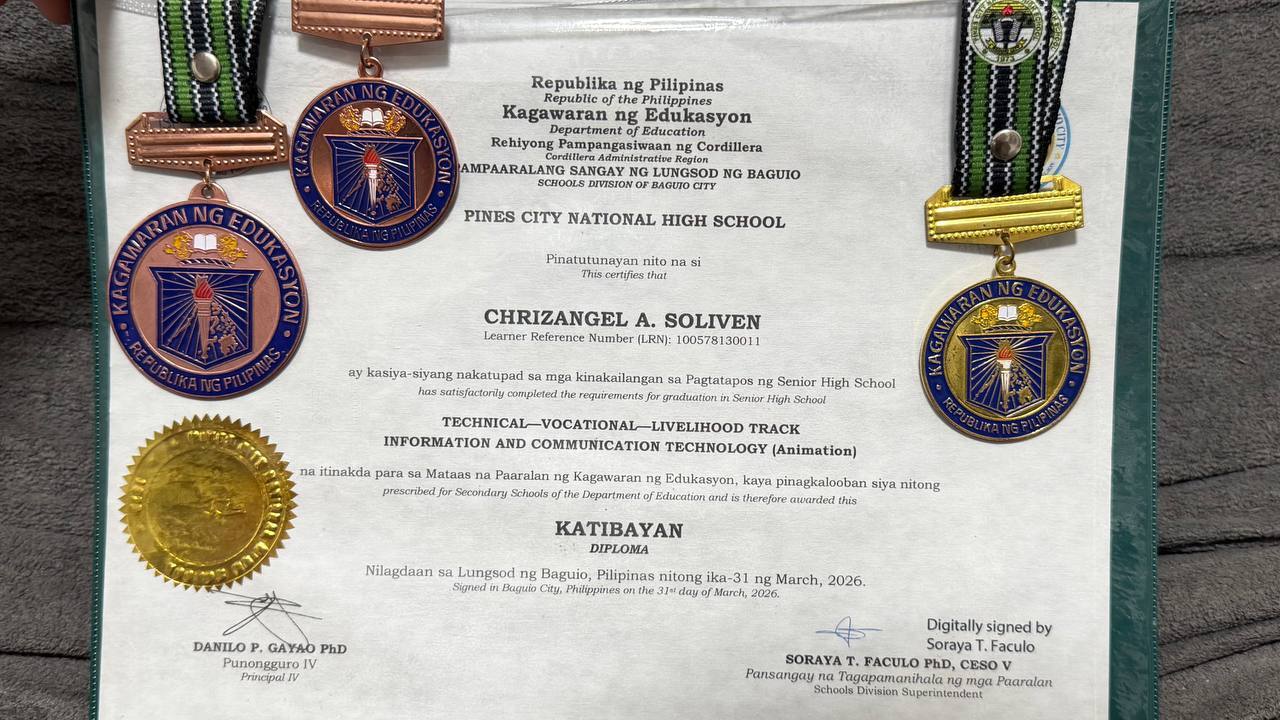 Republika ng Pilipinas
Republic of the Philippines
Kagawaran ng Edukasyon
Department of Education
Rehiyong Pampangasiwaan ng Cordillera
Cordillera Administrative Region
PAMPAARALANG SANGAY NG LUNGSOD NG BAGUIO
SCHOOLS DIVISION OF BAGUIO CITY
PINES CITY NATIONAL HIGH SCHOOL
Pinatutunayan nito na si
This certifies that
CHRIZANGEL A. SOLIVEN
Learner Reference Number (LRN): 100578130011
ay kasiya-siyang nakatupad sa mga kinakailangan sa Pagtatapos ng Senior High School
has satisfactorily completed the requirements for graduation in Senior High School
TECHNICAL—VOCATIONAL—LIVELIHOOD TRACK
INFORMATION AND COMMUNICATION TECHNOLOGY (Animation)
na itinakda para sa Mataas na Paaralan ng Kagawaran ng Edukasyon, kaya pinagkalooban siya nitong
prescribed for Secondary Schools of the Department of Education and is therefore awarded this
KATIBAYAN
DIPLOMA
Nilagdaan sa Lungsod ng Baguio, Pilipinas nitong ika-31 ng March, 2026.
Signed in Baguio City, Philippines on the 31st day of March, 2026.
DANILO P. GAYAO PhD
Punongguro IV
Principal IV
Digitally signed by
Soraya T. Faculo
SORAYA T. FACULO PhD, CESO V
Pansangay na Tagapamanihala ng mga Paaralan
Schools Division Superintendent
KAGAWARAN NG EDUKASYON
REPUBLIKA NG PILIPINAS
KAGAWARAN NG EDUKASYON
REPUBLIKA NG PILIPINAS
KAGAWARAN NG EDUKASYON
REPUBLIKA NG PILIPINAS
CITY